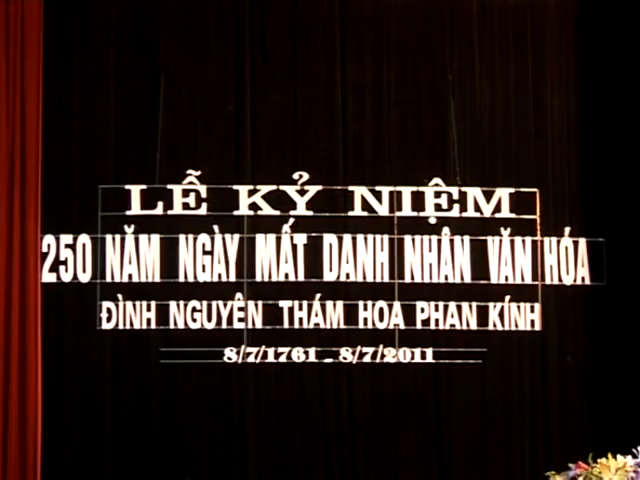 LỄ KỶ NIỆM
250 NĂM NGÀY MẤT DANH NHÂN VĂN HÓA
ĐÌNH NGUYÊN THÁM HOA PHAN KÍNH
8/7/1761 - 8/7/2011